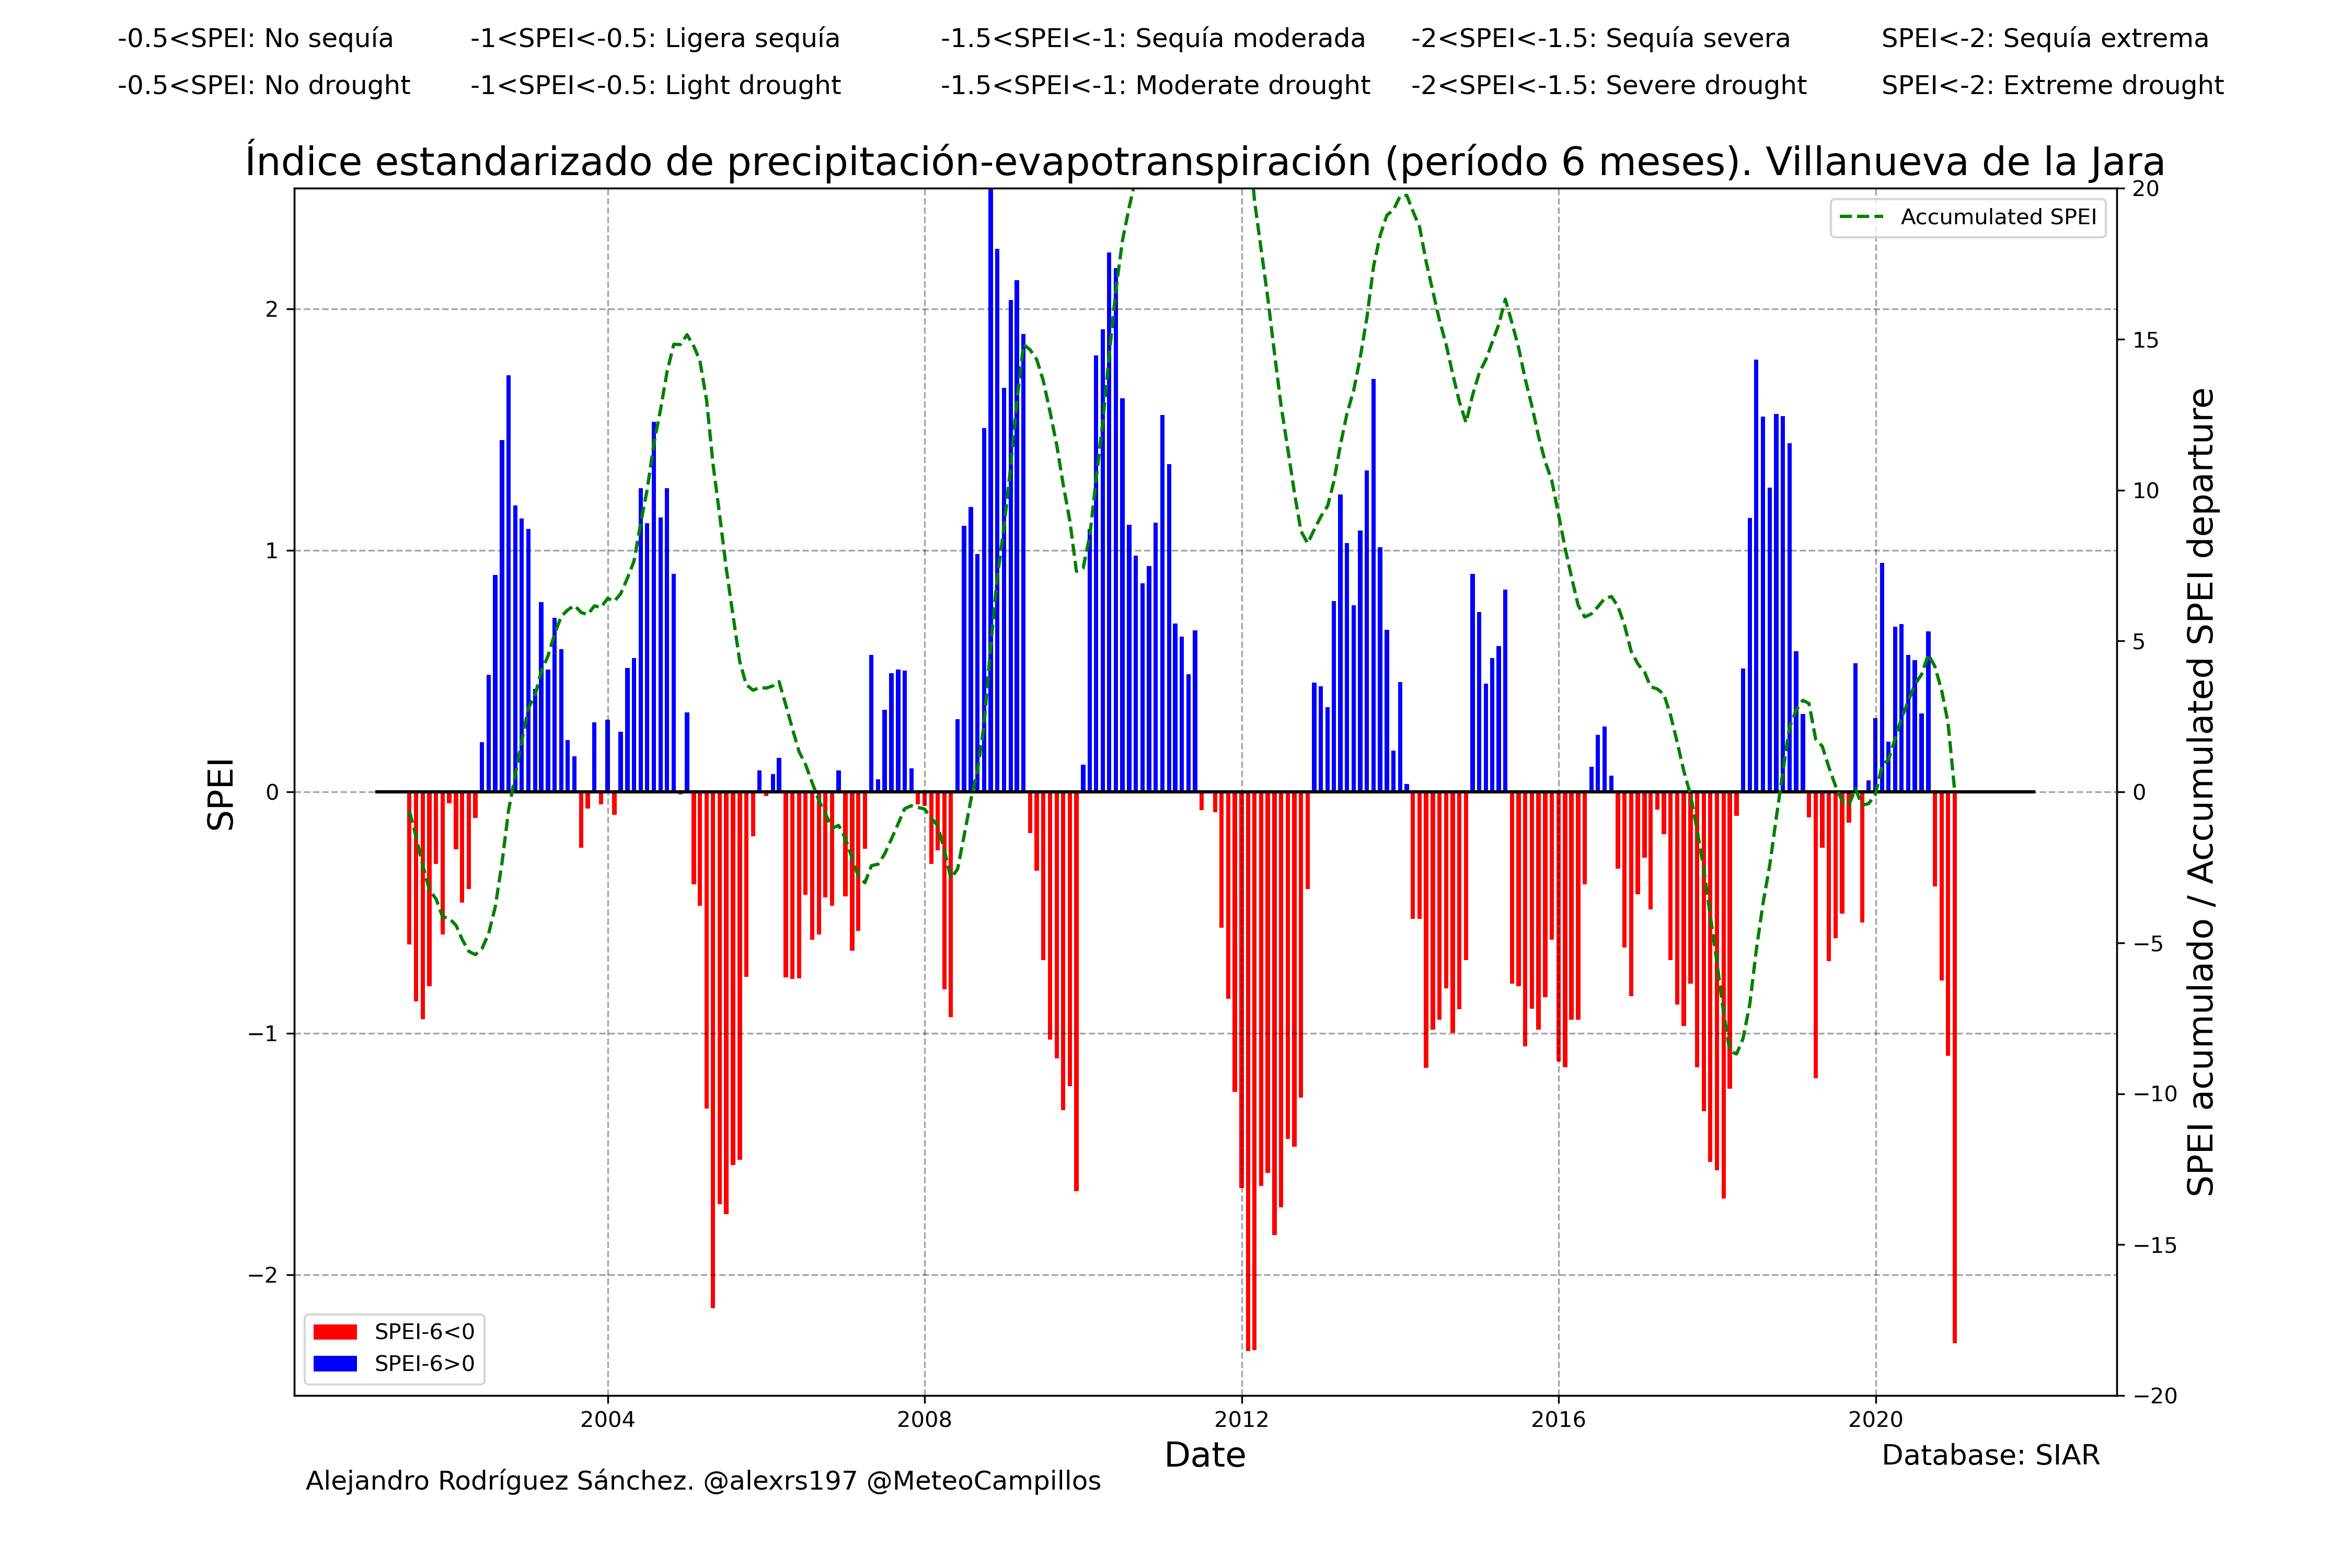 -0.5<SPEI: No sequía -1<SPEI<-0.5: Ligera sequía -1.5<SPEI<-1: Sequía moderada -2<SPEI<-1.5: Sequía severa SPEI<-2: Sequía extrema
-0.5<SPEI: No drought -1<SPEI<-0.5: Light drought -1.5<SPEI<-1: Moderate drought -2<SPEI<-1.5: Severe drought SPEI<-2: Extreme drought
Índice estandarizado de precipitación-evapotranspiración (período 6 meses). Villanueva de la Jara
Accumulated SPEI
SPEI
2
1
0
−1
−2
20
15
10
5
0
−5
−10
−15
−20
SPEI acumulado / Accumulated SPEI departure
SPEI-6<0
SPEI-6>0
2004 2008 2012 2016 2020
Date
Database: SIAR
Alejandro Rodríguez Sánchez. @alexrs197 @MeteoCampillos